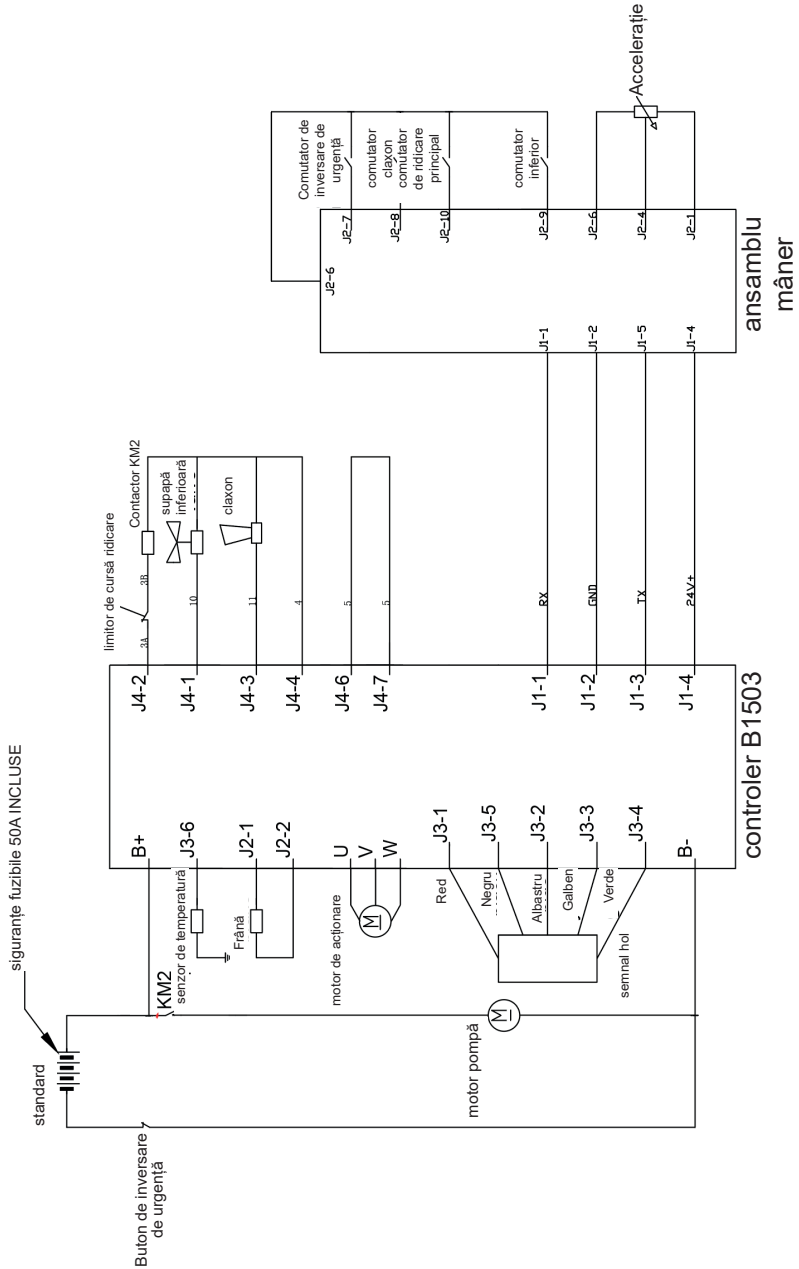 siguranțe fuzibile 50A INCLUSE
standard
Buton de inversare
de urgență
KM2
motor pompă
senzor de temperatură
Frână
motor de acționare
M
M
Red
Negru
Albastru
Galben
Verde
semnal hol
B+
J3-6
J2-1
J2-2
U
V
W
J3-1
J3-5
J3-2
J3-3
J3-4
B-
controler B1503
J4-2
J4-1
J4-3
J4-4
J4-6
J4-7
J1-1
J1-2
J1-3
J1-4
limitor de cursă ridicare
3A
3B
Contactor KM2
10
supapă
inferioară
11
claxon
4
5
5
RX
GND
TX
24V+
J1-1
J1-2
J1-5
J1-4
ansamblu
mâner
J2-6
J2-7
J2-8
J2-10
J2-9
J2-6
J2-4
J2-1
Comutator de
inversare de
urgență
comutator
claxon
comutator
de ridicare
principal
comutator
inferior
Accelerație